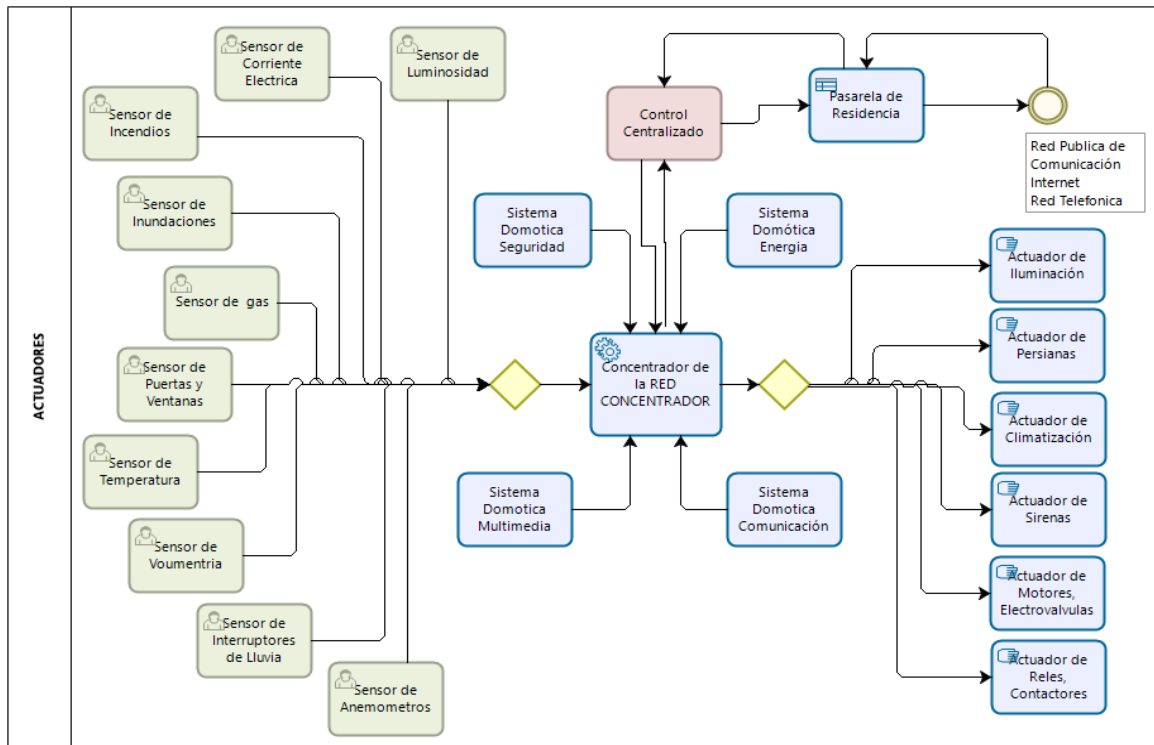 ACTUADORES
Sensor de
Corriente
Electrica
Sensor de
Luminosidad
Sensor de
Incendios
Sensor de
Inundaciones
Sensor de gas
Sensor de
Puertas y
Ventanas
Sensor de
Temperatura
Sensor de
Voumentria
Sensor de
Interruptores
de Lluvia
Sensor de
Anemometros
Control
Centralizado
Pasarela de
Residencia
Red Publica de
Comunicación
Internet
Red Telefonica
Sistema
Domotica
Seguridad
Sistema
Domótica
Energia
Concentrador de
la RED
CONCENTRADOR
Sistema
Domotica
Multimedia
Sistema
Domotica
Comunicación
Actuador de
Iluminación
Actuador de
Persianas
Actuador de
Climatización
Actuador de
Sirenas
Actuador de
Motores,
Electrovalvulas
Actuador de
Reles,
Contactores